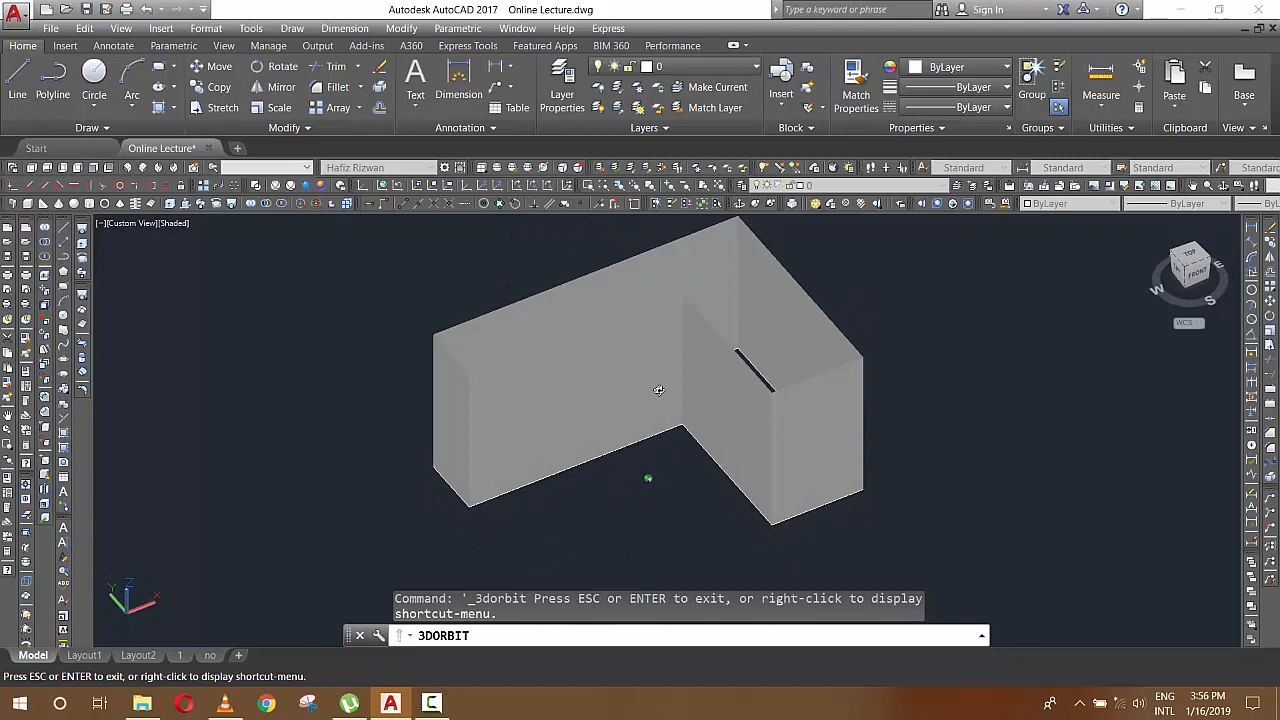 Autodesk AutoCAD 2017 Online Lecture.dwg
Type a keyword or phrase
Sign In
File Edit View Insert Format Tools Draw Dimension Modify Parametric Window Help Express
Home Insert Annotate Parametric View Manage Output Add-ins A360 Express Tools Featured Apps BIM 360 Performance
Line Polyline Circle Arc
Move Rotate Trim
Copy Mirror Fillet
Stretch Scale Array
Text Dimension Table
Layer Properties
0
Make Current
Match Layer
Insert
Match Properties
ByLayer
ByLayer
ByLayer
Group Measure Paste Base
Draw Modify Annotation Layers Block Properties Groups Utilities Clipboard View
Start Online Lecture*
Hafiz Rizwan Standard Standard Standard Standard
0
ByLayer ByLayer
[−][Custom View][Shaded]
TOP
FRONT
W S E
WCS
Z
Y X
Command: '_3dorbit Press ESC or ENTER to exit, or right-click to display
shortcut-menu.
3DORBIT
Model Layout1 Layout2 1 no
Press ESC or ENTER to exit, or right-click to display shortcut-menu.
ENG
INTL
3:56 PM
1/16/2019